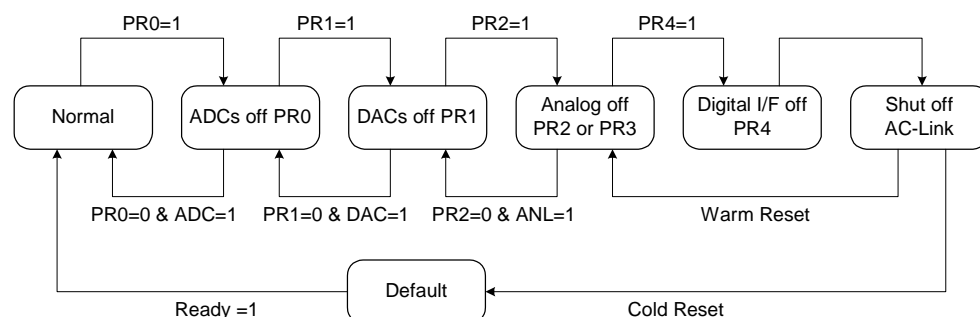 PR0=1
PR1=1
PR2=1
PR4=1
Normal
ADCs off PR0
DACs off PR1
Analog off
PR2 or PR3
Digital I/F off
PR4
Shut off
AC-Link
PR0=0 & ADC=1
PR1=0 & DAC=1
PR2=0 & ANL=1
Warm Reset
Default
Ready =1
Cold Reset